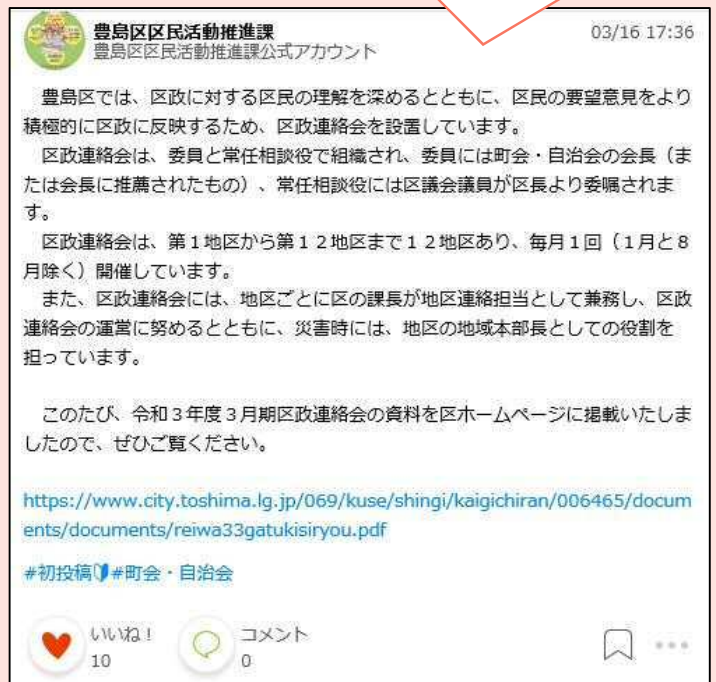 豊島区区民活動推進課
03/16 17:36
豊島区区民活動推進課公式アカウント
　豊島区では、区政に対する区民の理解を深めるとともに、区民の要望意見をより
積極的に区政に反映するため、区政連絡会を設置しています。
　区政連絡会は、委員と常任相談役で組織され、委員には町会・自治会の会長（ま
たは会長に推薦されたもの）、常任相談役には区議会議員が区長より委嘱されま
す。
　区政連絡会は、第１地区から第１２地区まで１２地区あり、毎月１回（１月と８
月除く）開催しています。
　また、区政連絡会には、地区ごとに区の課長が地区連絡担当として兼務し、区政
連絡会の運営に努めるとともに、災害時には、地区の地域本部長としての役割を
担っています。
　このたび、令和３年度３月期区政連絡会の資料を区ホームページに掲載いたしま
したので、ぜひご覧ください。
https://www.city.toshima.lg.jp/069/kuse/shingi/kaigichiran/006465/docum
ents/documents/reiwa33gatukisiryou.pdf
#初投稿🔰#町会・自治会
いいね！
10
コメント
0